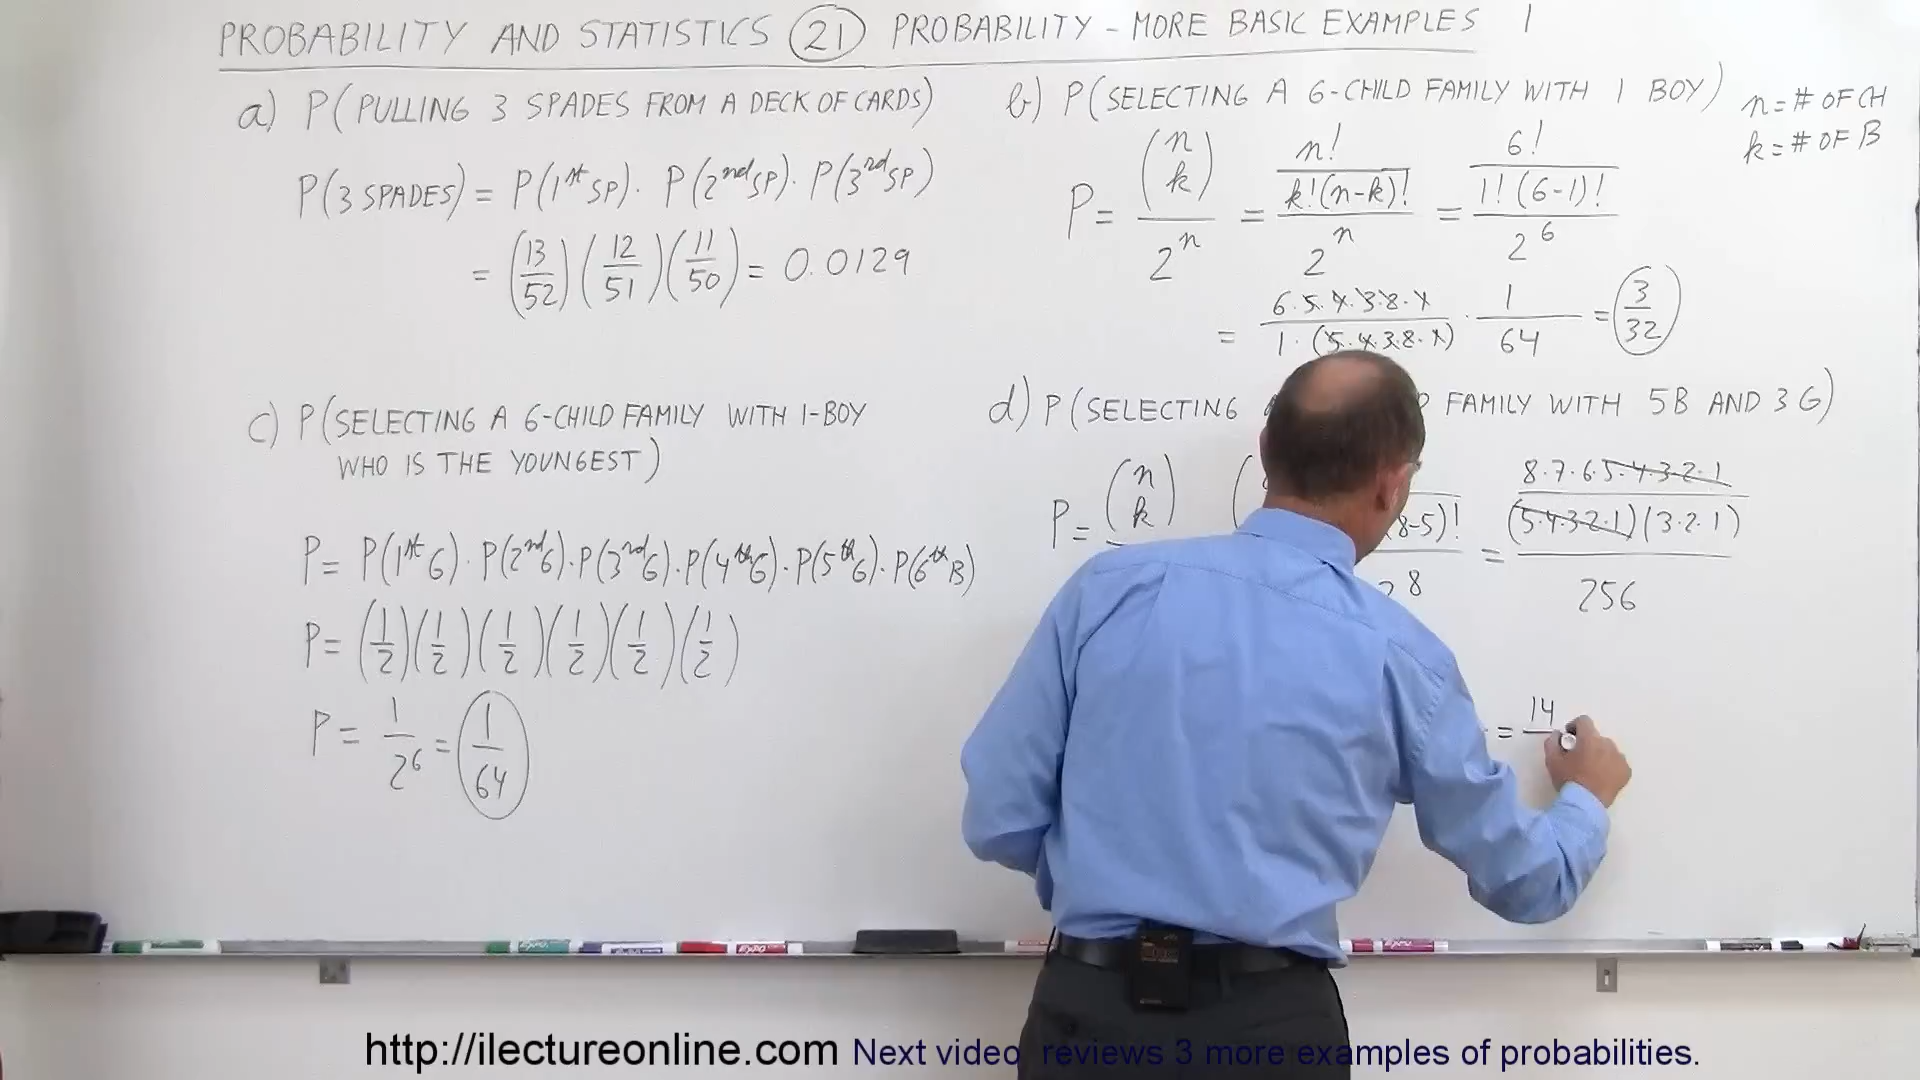 PROBABILITY AND STATISTICS 21 PROBABILITY - MORE BASIC EXAMPLES 1
a) P(PULLING 3 SPADES FROM A DECK OF CARDS)
P(3 SPADES) = P(1st SP) · P(2nd SP) · P(3rd SP)
= (13/52) (12/51) (11/50) = 0.0129
b) P(SELECTING A 6-CHILD FAMILY WITH 1 BOY)
n = # OF CH
k = # OF B
P = (n k) / 2^n = n! / k!(n-k)! / 2^n = 6! / 1!(6-1)! / 2^6
= 6·5·4·3·2·1 / 1·(5·4·3·2·1) · 1/64 = 3/32
c) P(SELECTING A 6-CHILD FAMILY WITH 1-BOY
WHO IS THE YOUNGEST)
P = P(1st G) · P(2nd G) · P(3rd G) · P(4th G) · P(5th G) · P(6th B)
P = (1/2) (1/2) (1/2) (1/2) (1/2) (1/2)
P = 1/2^6 = 1/64
d) P(SELECTING FAMILY WITH 5B AND 3G)
P = (n k) 8-5)! / 8 = 8·7·6·5·4·3·2·1 / (5·4·3·2·1)(3·2·1) / 256
= 14
http://ilectureonline.com Next video reviews 3 more examples of probabilities.